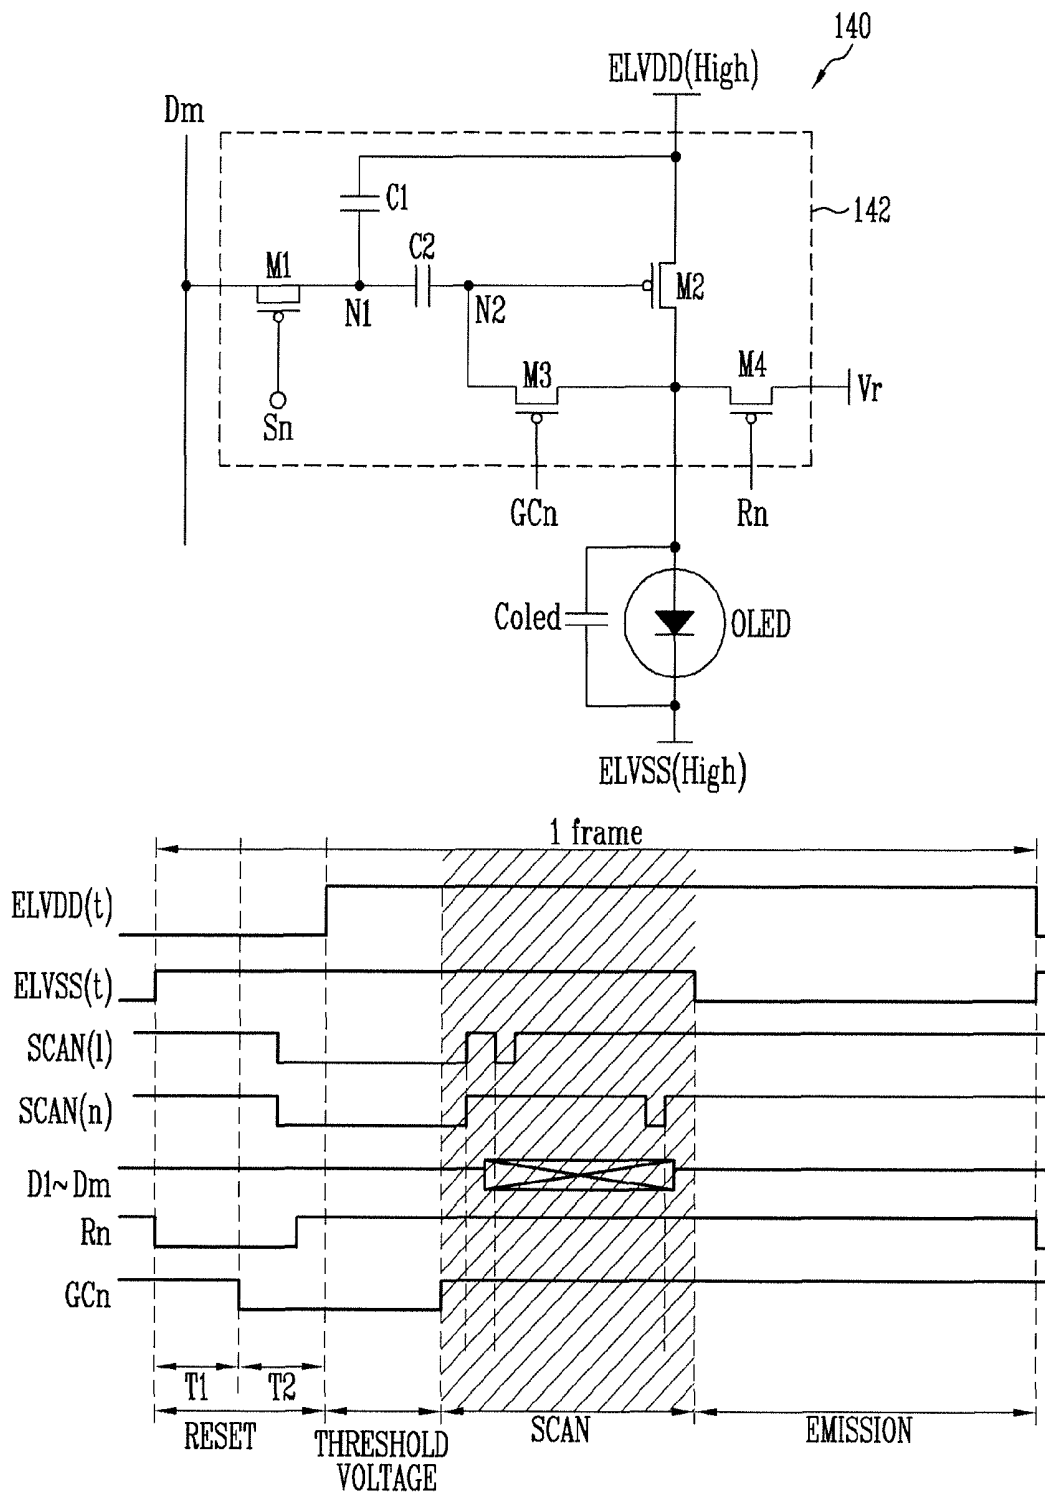 140
ELVDD(High)
Dm
C1
142
C2
M1
M2
N1
N2
M3
M4
Vr
Sn
GCn
Rn
Coled
OLED
ELVSS(High)
1 frame
ELVDD(t)
ELVSS(t)
SCAN(1)
SCAN(n)
D1~Dm
Rn
GCn
T1
T2
RESET
THRESHOLD
VOLTAGE
SCAN
EMISSION